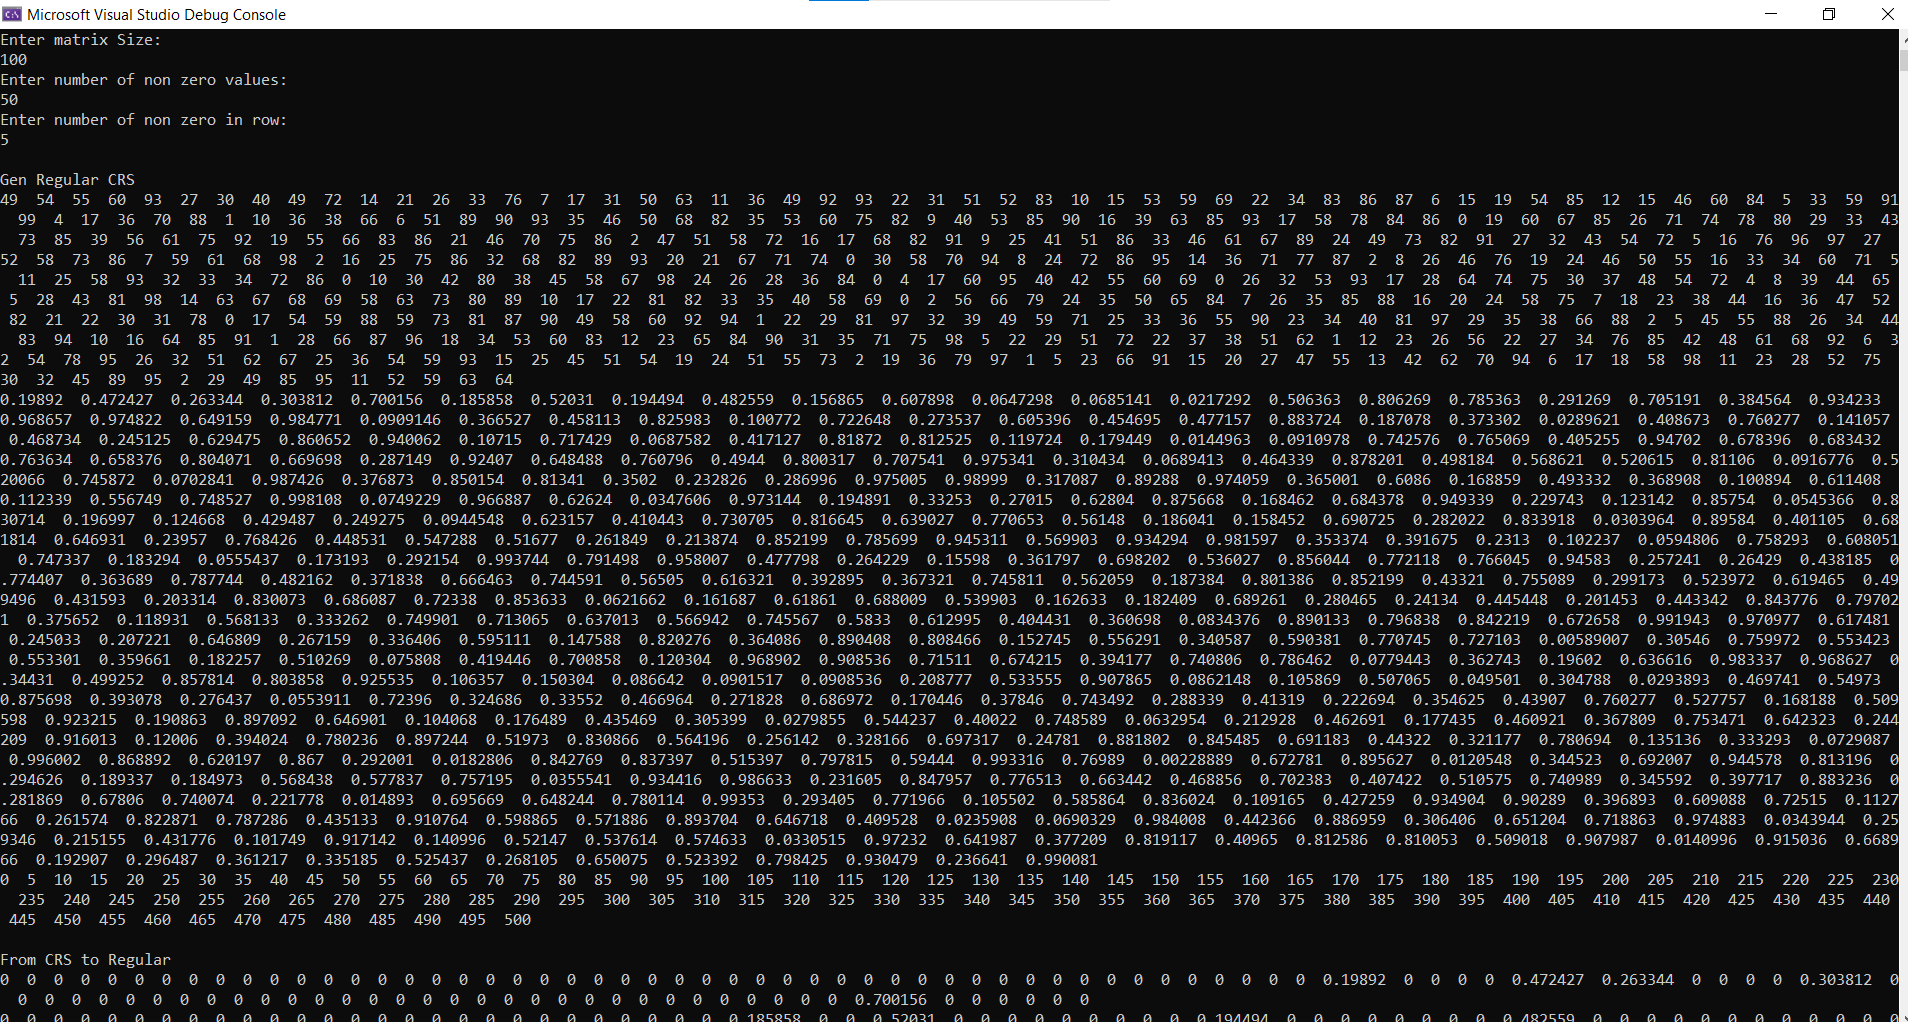 Microsoft Visual Studio Debug Console
Enter matrix Size:
100
Enter number of non zero values:
50
Enter number of non zero in row:
5
Gen Regular CRS
49 54 55 60 93 27 30 40 49 72 14 21 26 33 76 7 17 31 50 63 11 36 49 92 93 22 31 51 52 83 10 15 53 59 69 22 34 83 86 87 6 15 19 54 85 12 15 46 60 84 5 33 59 91
99 4 17 36 70 88 1 10 36 38 66 6 51 89 90 93 35 46 50 68 82 35 53 60 75 82 9 40 53 85 90 16 39 63 85 93 17 58 78 84 86 0 19 60 67 85 26 71 74 78 80 29 33 43
73 85 39 56 61 75 92 19 55 66 83 86 21 46 70 75 86 2 47 51 58 72 16 17 68 82 91 9 25 41 51 86 33 46 61 67 89 24 49 73 82 91 27 32 43 54 72 5 16 76 96 97 27
52 58 73 86 7 59 61 68 98 2 16 25 75 86 32 68 82 89 93 20 21 67 71 74 0 30 58 70 94 8 24 72 86 95 14 36 71 77 87 2 8 26 46 76 19 24 46 50 55 16 33 34 60 71 5
11 25 58 93 32 33 34 72 86 0 10 30 42 80 38 45 58 67 98 24 26 28 36 84 0 4 17 60 95 40 42 55 60 69 0 26 32 53 93 17 28 64 74 75 30 37 48 54 72 4 8 39 44 65
5 28 43 81 98 14 63 67 68 69 58 63 73 80 89 10 17 22 81 82 33 35 40 58 69 0 2 56 66 79 24 35 50 65 84 7 26 35 85 88 16 20 24 58 75 7 18 23 38 44 16 36 47 52
82 21 22 30 31 78 0 17 54 59 88 59 73 81 87 90 49 58 60 92 94 1 22 29 81 97 32 39 49 59 71 25 33 36 55 90 23 34 40 81 97 29 35 38 66 88 2 5 45 55 88 26 34 44
83 94 10 16 64 85 91 1 28 66 87 96 18 34 53 60 83 12 23 65 84 90 31 35 71 75 98 5 22 29 51 72 22 37 38 51 62 1 12 23 26 56 22 27 34 76 85 42 48 61 68 92 6 3
2 54 78 95 26 32 51 62 67 25 36 54 59 93 15 25 45 51 54 19 24 51 55 73 2 19 36 79 97 1 5 23 66 91 15 20 27 47 55 13 42 62 70 94 6 17 18 58 98 11 23 28 52 75
30 32 45 89 95 2 29 49 85 95 11 52 59 63 64
0.19892 0.472427 0.263344 0.303812 0.700156 0.185858 0.52031 0.194494 0.482559 0.156865 0.607898 0.0647298 0.0685141 0.0217292 0.506363 0.806269 0.785363 0.291269 0.705191 0.384564 0.934233
0.968657 0.974822 0.649159 0.984771 0.0909146 0.366527 0.458113 0.825983 0.100772 0.722648 0.273537 0.605396 0.454695 0.477157 0.883724 0.187078 0.373302 0.0289621 0.408673 0.760277 0.141057
0.468734 0.245125 0.629475 0.860652 0.940062 0.10715 0.717429 0.0687582 0.417127 0.81872 0.812525 0.119724 0.179449 0.0144963 0.0910978 0.742576 0.765069 0.405255 0.94702 0.678396 0.683432
0.763634 0.658376 0.804071 0.669698 0.287149 0.92407 0.648488 0.760796 0.4944 0.800317 0.707541 0.975341 0.310434 0.0689413 0.464339 0.878201 0.498184 0.568621 0.520615 0.81106 0.0916776 0.5
20066 0.745872 0.0702841 0.987426 0.376873 0.850154 0.81341 0.3502 0.232826 0.286996 0.975005 0.98999 0.317087 0.89288 0.974059 0.365001 0.6086 0.168859 0.493332 0.368908 0.100894 0.611408
0.112339 0.556749 0.748527 0.998108 0.0749229 0.966887 0.62624 0.0347606 0.973144 0.194891 0.33253 0.27015 0.62804 0.875668 0.168462 0.684378 0.949339 0.229743 0.123142 0.85754 0.0545366 0.8
30714 0.196997 0.124668 0.429487 0.249275 0.0944548 0.623157 0.410443 0.730705 0.816645 0.639027 0.770653 0.56148 0.186041 0.158452 0.690725 0.282022 0.833918 0.0303964 0.89584 0.401105 0.68
1814 0.646931 0.23957 0.768426 0.448531 0.547288 0.51677 0.261849 0.213874 0.852199 0.785699 0.945311 0.569903 0.934294 0.981597 0.353374 0.391675 0.2313 0.102237 0.0594806 0.758293 0.608051
0.747337 0.183294 0.0555437 0.173193 0.292154 0.993744 0.791498 0.958007 0.477798 0.264229 0.15598 0.361797 0.698202 0.536027 0.856044 0.772118 0.766045 0.94583 0.257241 0.26429 0.438185 0
.774407 0.363689 0.787744 0.482162 0.371838 0.666463 0.744591 0.56505 0.616321 0.392895 0.367321 0.745811 0.562059 0.187384 0.801386 0.852199 0.43321 0.755089 0.299173 0.523972 0.619465 0.49
9496 0.431593 0.203314 0.830073 0.686087 0.72338 0.853633 0.0621662 0.161687 0.61861 0.688009 0.539903 0.162633 0.182409 0.689261 0.280465 0.24134 0.445448 0.201453 0.443342 0.843776 0.79702
1 0.375652 0.118931 0.568133 0.333262 0.749901 0.713065 0.637013 0.566942 0.745567 0.5833 0.612995 0.404431 0.360698 0.0834376 0.890133 0.796838 0.842219 0.672658 0.991943 0.970977 0.617481
0.245033 0.207221 0.646809 0.267159 0.336406 0.595111 0.147588 0.820276 0.364086 0.890408 0.808466 0.152745 0.556291 0.340587 0.590381 0.770745 0.727103 0.00589007 0.30546 0.759972 0.553423
0.553301 0.359661 0.182257 0.510269 0.075808 0.419446 0.700858 0.120304 0.968902 0.908536 0.71511 0.674215 0.394177 0.740806 0.786462 0.0779443 0.362743 0.19602 0.636616 0.983337 0.968627 0
.34431 0.499252 0.857814 0.803858 0.925535 0.106357 0.150304 0.086642 0.0901517 0.0908536 0.208777 0.533555 0.907865 0.0862148 0.105869 0.507065 0.049501 0.304788 0.0293893 0.469741 0.54973
0.875698 0.393078 0.276437 0.0553911 0.72396 0.324686 0.33552 0.466964 0.271828 0.686972 0.170446 0.37846 0.743492 0.288339 0.41319 0.222694 0.354625 0.43907 0.760277 0.527757 0.168188 0.509
598 0.923215 0.190863 0.897092 0.646901 0.104068 0.176489 0.435469 0.305399 0.0279855 0.544237 0.40022 0.748589 0.0632954 0.212928 0.462691 0.177435 0.460921 0.367809 0.753471 0.642323 0.244
209 0.916013 0.12006 0.394024 0.780236 0.897244 0.51973 0.830866 0.564196 0.256142 0.328166 0.697317 0.24781 0.881802 0.845485 0.691183 0.44322 0.321177 0.780694 0.135136 0.333293 0.0729087
0.996002 0.868892 0.620197 0.867 0.292001 0.0182806 0.842769 0.837397 0.515397 0.797815 0.59444 0.993316 0.76989 0.00228889 0.672781 0.895627 0.0120548 0.344523 0.692007 0.944578 0.813196 0
.294626 0.189337 0.184973 0.568438 0.577837 0.757195 0.0355541 0.934416 0.986633 0.231605 0.847957 0.776513 0.663442 0.468856 0.702383 0.407422 0.510575 0.740989 0.345592 0.397717 0.883236 0
.281869 0.67806 0.740074 0.221778 0.014893 0.695669 0.648244 0.780114 0.99353 0.293405 0.771966 0.105502 0.585864 0.836024 0.109165 0.427259 0.934904 0.90289 0.396893 0.609088 0.72515 0.1127
66 0.261574 0.822871 0.787286 0.435133 0.910764 0.598865 0.571886 0.893704 0.646718 0.409528 0.0235908 0.0690329 0.984008 0.442366 0.886959 0.306406 0.651204 0.718863 0.974883 0.0343944 0.25
9346 0.215155 0.431776 0.101749 0.917142 0.140996 0.52147 0.537614 0.574633 0.0330515 0.97232 0.641987 0.377209 0.819117 0.40965 0.812586 0.810053 0.509018 0.907987 0.0140996 0.915036 0.6689
66 0.192907 0.296487 0.361217 0.335185 0.525437 0.268105 0.650075 0.523392 0.798425 0.930479 0.236641 0.990081
0 5 10 15 20 25 30 35 40 45 50 55 60 65 70 75 80 85 90 95 100 105 110 115 120 125 130 135 140 145 150 155 160 165 170 175 180 185 190 195 200 205 210 215 220 225 230
235 240 245 250 255 260 265 270 275 280 285 290 295 300 305 310 315 320 325 330 335 340 345 350 355 360 365 370 375 380 385 390 395 400 405 410 415 420 425 430 435 440
445 450 455 460 465 470 475 480 485 490 495 500
From CRS to Regular
0 0 0 0 0 0 0 0 0 0 0 0 0 0 0 0 0 0 0 0 0 0 0 0 0 0 0 0 0 0 0 0 0 0 0 0 0 0 0 0 0 0 0 0 0 0 0 0 0 0.19892 0 0 0 0 0.472427 0.263344 0 0 0 0 0.303812 0
0 0 0 0 0 0 0 0 0 0 0 0 0 0 0 0 0 0 0 0 0 0 0 0 0 0 0 0 0 0 0 0.700156 0 0 0 0 0 0
0 0 0 0 0 0 0 0 0 0 0 0 0 0 0 0 0 0 0 0 0 0 0 0 0 0 0 0.185858 0 0 0.52031 0 0 0 0 0 0 0 0 0 0.194494 0 0 0 0 0 0 0 0 0.482559 0 0 0 0 0 0 0 0 0 0 0 0